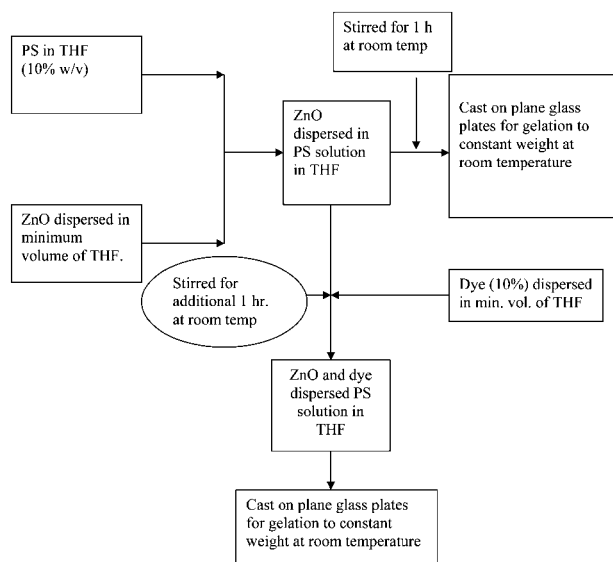 PS in THF
(10% w/v)
Stirred for 1 h
at room temp
ZnO
dispersed in
PS solution
in THF
Cast on plane glass
plates for gelation to
constant weight at
room temperature
ZnO dispersed in
minimum
volume of THF.
Stirred for
additional 1 hr.
at room temp
Dye (10%) dispersed
in min. vol. of THF
ZnO and dye
dispersed PS
solution in
THF
Cast on plane glass plates
for gelation to constant
weight at room temperature